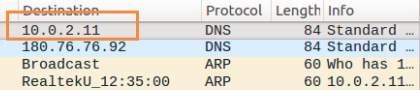 Destination Protocol Length Info
10.0.2.11 DNS 84 Standard …
180.76.76.92 DNS 84 Standard …
Broadcast ARP 60 Who has 1…
RealtekU_12:35:00 ARP 60 10.0.2.11…